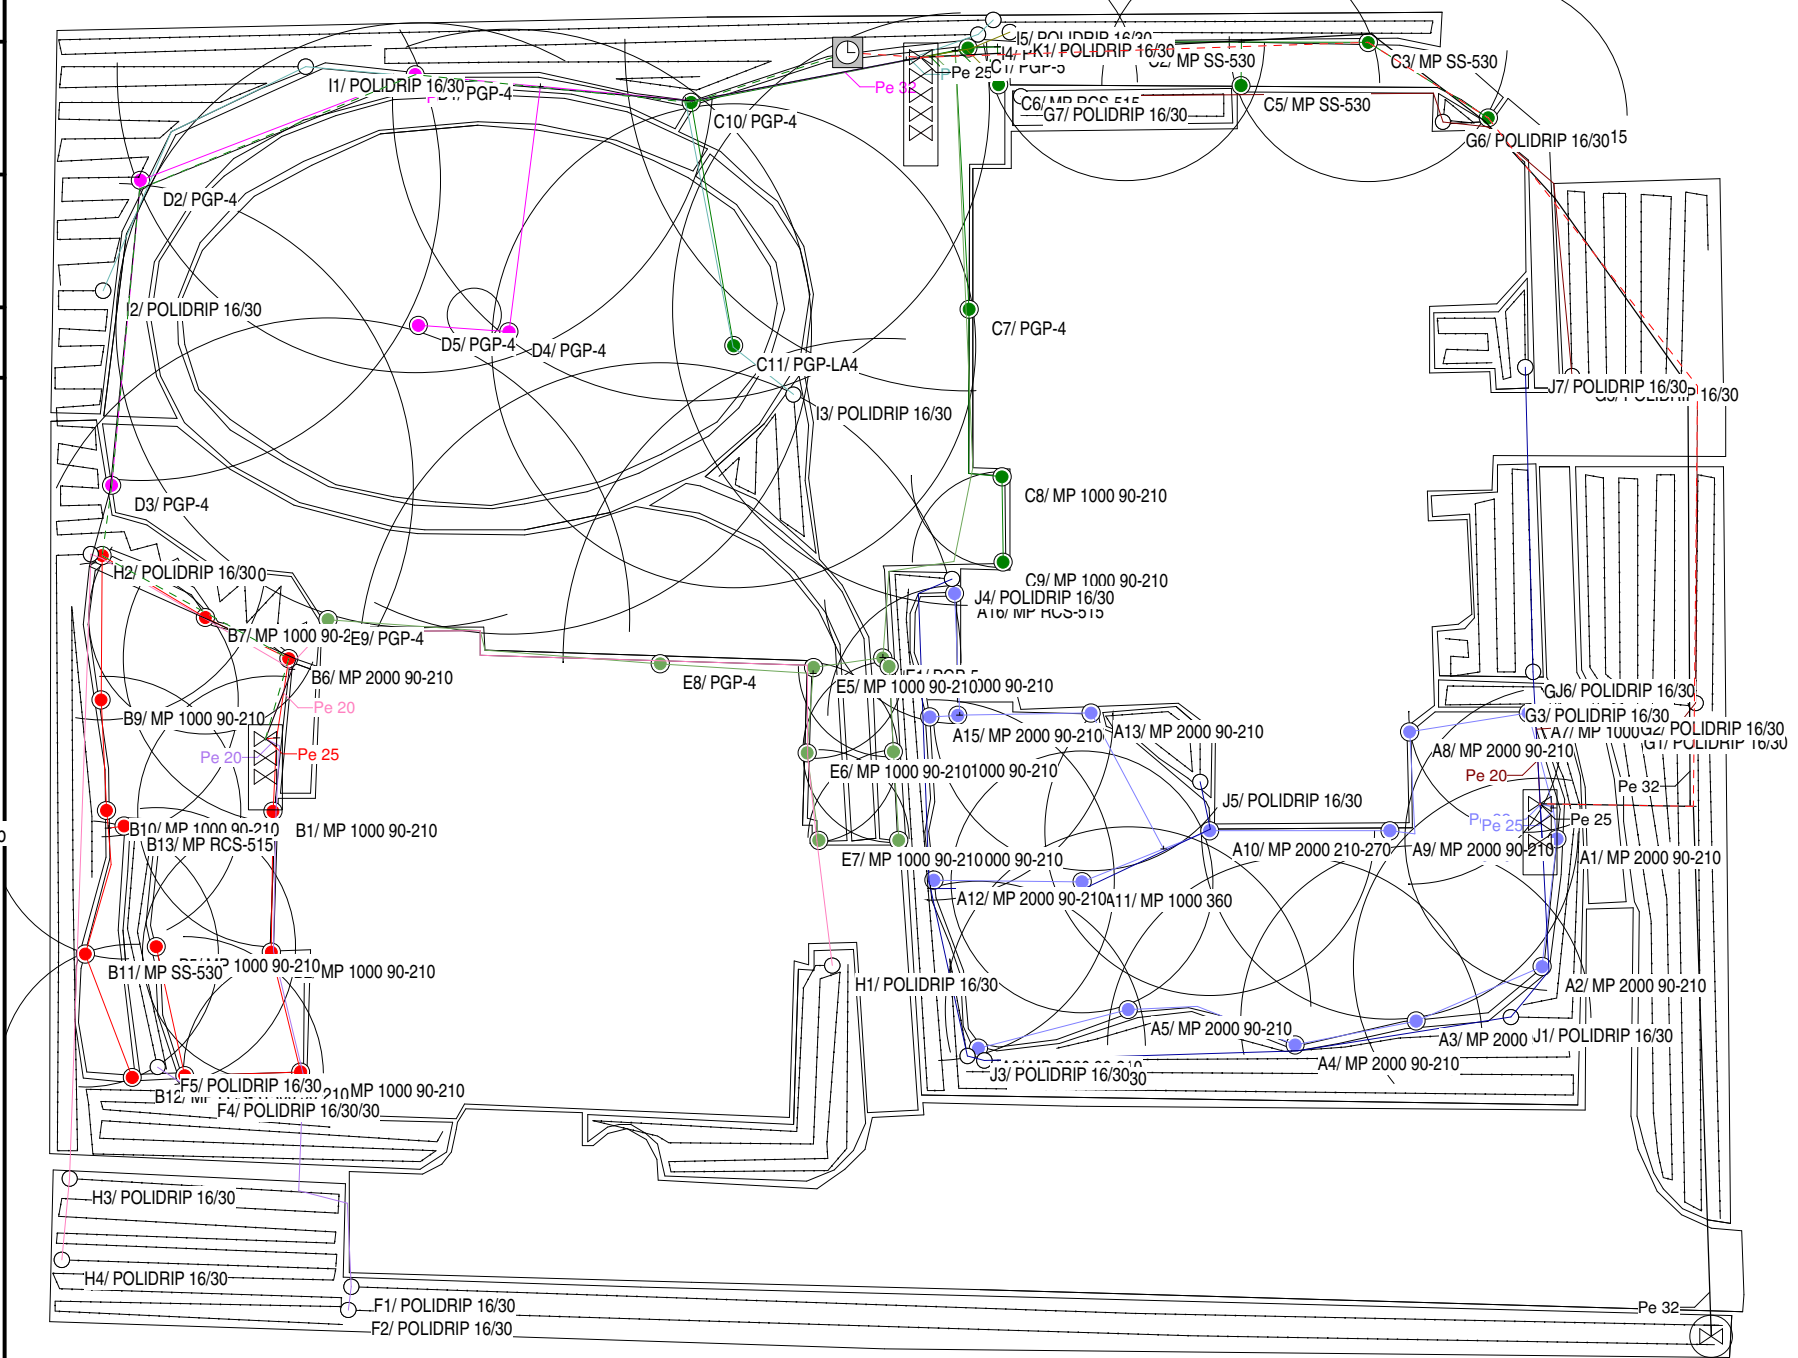 I5/ POLIDRIP 16/30
K1/ POLIDRIP 16/30
C2/ MP SS-530
C3/ MP SS-530
C1/ PGP-5
Pe 25
Pe 32
I1/ POLIDRIP 16/30
PGP-4
C10/ PGP-4
C6/ MP RCS-515
G7/ POLIDRIP 16/30
C5/ MP SS-530
G6/ POLIDRIP 16/30
15
D2/ PGP-4
I2/ POLIDRIP 16/30
D5/ PGP-4
D4/ PGP-4
C7/ PGP-4
C11/ PGP-LA4
I3/ POLIDRIP 16/30
J7/ POLIDRIP 16/30
16/30
D3/ PGP-4
C8/ MP 1000 90-210
H2/ POLIDRIP 16/30
C9/ MP 1000 90-210
J4/ POLIDRIP 16/30
A16/ MP RCS-515
B7/ MP 1000 90-2
E9/ PGP-4
B6/ MP 2000 90-210
E8/ PGP-4
E5/ MP 1000 90-210
000 90-210
Pe 20
B9/ MP 1000 90-210
A15/ MP 2000 90-210
A13/ MP 2000 90-210
J6/ POLIDRIP 16/30
G3/ POLIDRIP 16/30
A7/ MP 1000
G2/ POLIDRIP 16/30
G1/ POLIDRIP 16/30
A8/ MP 2000 90-210
Pe 20
Pe 25
E6/ MP 1000 90-210
1000 90-210
Pe 20
Pe 32
J5/ POLIDRIP 16/30
Pe 25
Pe 25
B10/ MP 1000 90-210
B13/ MP RCS-515
B1/ MP 1000 90-210
E7/ MP 1000 90-210
000 90-210
A10/ MP 2000 210-270
A9/ MP 2000 90-210
A1/ MP 2000 90-210
A12/ MP 2000 90-210
A11/ MP 1000 360
B11/ MP SS-530
1000 90-210
MP 1000 90-210
H1/ POLIDRIP 16/30
A2/ MP 2000 90-210
A5/ MP 2000 90-210
A3/ MP 2000
J1/ POLIDRIP 16/30
A4/ MP 2000 90-210
J3/ POLIDRIP 16/30
30
F5/ POLIDRIP 16/30
B12/
210
MP 1000 90-210
F4/ POLIDRIP 16/30
/30
H3/ POLIDRIP 16/30
H4/ POLIDRIP 16/30
F1/ POLIDRIP 16/30
F2/ POLIDRIP 16/30
Pe 32